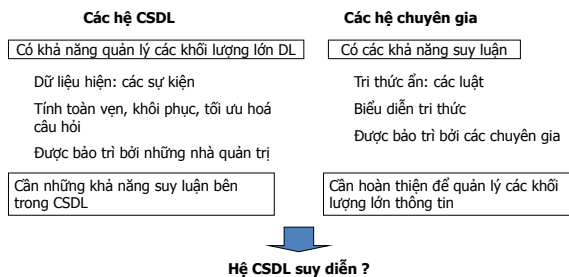 Các hệ CSDL
Có khả năng quản lý các khối lượng lớn DL
Dữ liệu hiện: các sự kiện
Tính toàn vẹn, khôi phục, tối ưu hoá
câu hỏi
Được bảo trì bởi những nhà quản trị
Cần những khả năng suy luận bên
trong CSDL
Các hệ chuyên gia
Có các khả năng suy luận
Tri thức ẩn: các luật
Biểu diễn tri thức
Được bảo trì bởi các chuyên gia
Cần hoàn thiện để quản lý các khối
lượng lớn thông tin
Hệ CSDL suy diễn ?